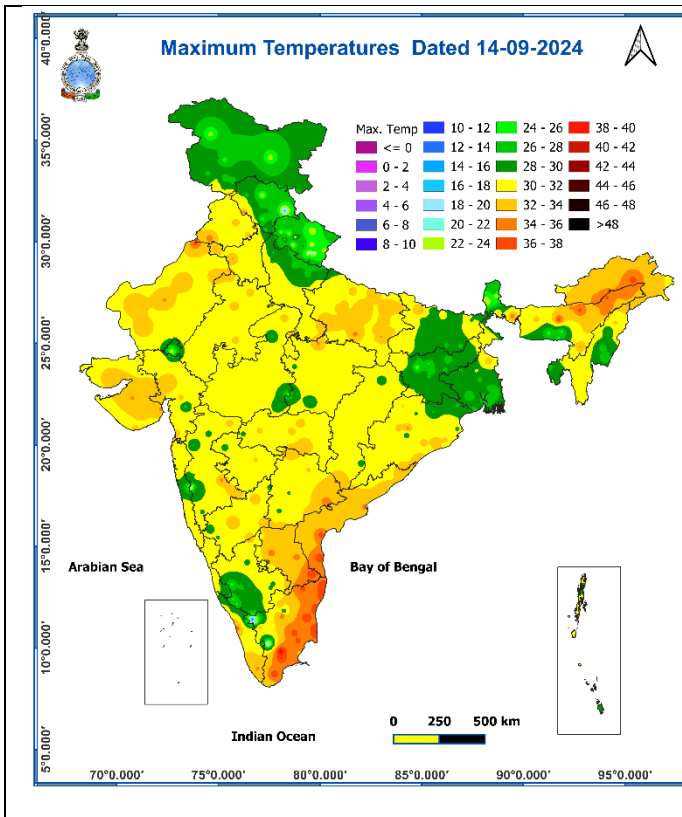 Maximum Temperatures Dated 14-09-2024
Max. Temp
<= 0
0 - 2
2 - 4
4 - 6
6 - 8
8 - 10
10 - 12
12 - 14
14 - 16
16 - 18
18 - 20
20 - 22
22 - 24
24 - 26
26 - 28
28 - 30
30 - 32
32 - 34
34 - 36
36 - 38
38 - 40
40 - 42
42 - 44
44 - 46
46 - 48
>48
40°0.000'
35°0.000'
30°0.000'
25°0.000'
20°0.000'
15°0.000'
10°0.000'
5°0.000'
Arabian Sea
Bay of Bengal
Indian Ocean
0 250 500 km
70°0.000' 75°0.000' 80°0.000' 85°0.000' 90°0.000' 95°0.000'